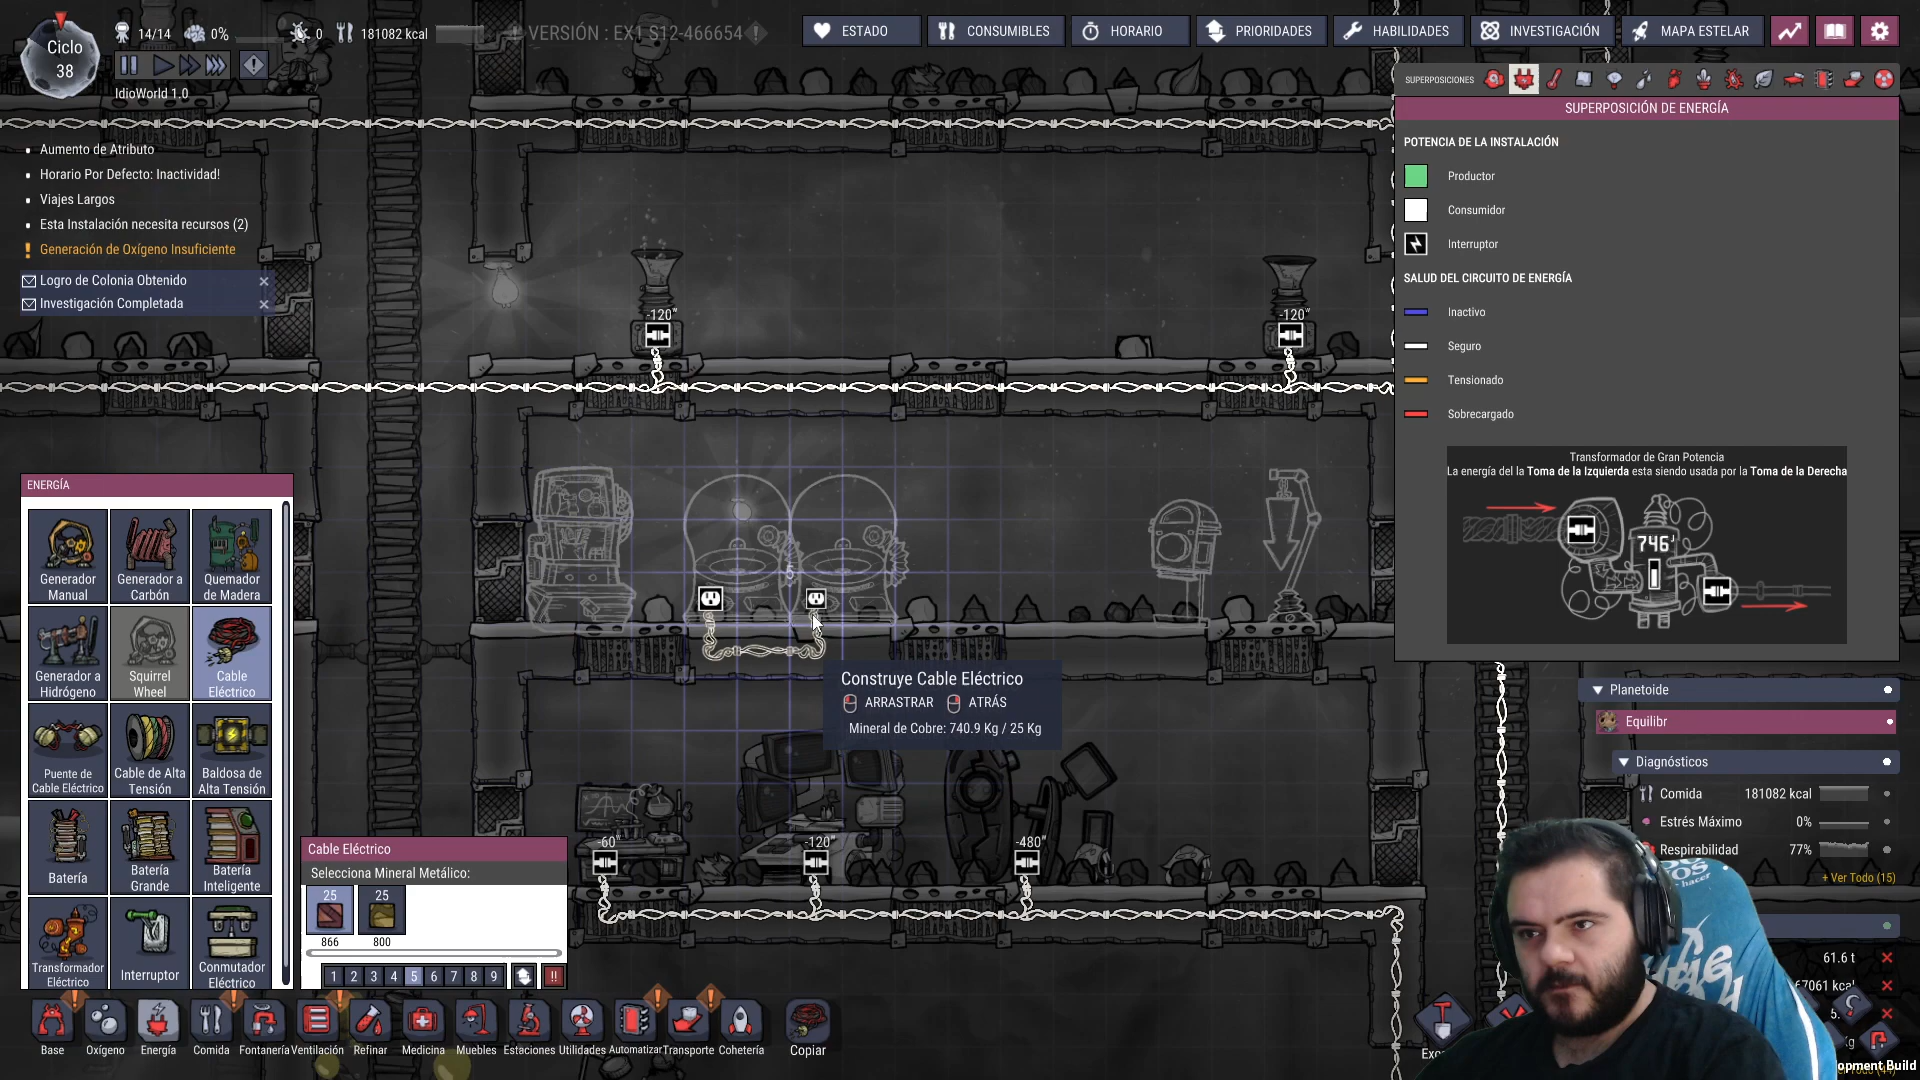 Ciclo
38
14/14
0%
0
181082 kcal
VERSIÓN : EX1 S12-466654
ESTADO
CONSUMIBLES
HORARIO
PRIORIDADES
HABILIDADES
INVESTIGACIÓN
MAPA ESTELAR
IdioWorld 1.0
Aumento de Atributo
Horario Por Defecto: Inactividad!
Viajes Largos
Esta Instalación necesita recursos (2)
Generación de Oxígeno Insuficiente
Logro de Colonia Obtenido
Investigación Completada
SUPERPOSICIONES
SUPERPOSICIÓN DE ENERGÍA
POTENCIA DE LA INSTALACIÓN
Productor
Consumidor
Interruptor
SALUD DEL CIRCUITO DE ENERGÍA
Inactivo
Seguro
Tensionado
Sobrecargado
Transformador de Gran Potencia
La energía del la Toma de la Izquierda esta siendo usada por la Toma de la Derecha
746
-120
-120
ENERGÍA
Generador Manual
Generador a Carbón
Quemador de Madera
Generador a Hidrógeno
Squirrel Wheel
Cable Eléctrico
Puente de Cable Eléctrico
Cable de Alta Tensión
Baldosa de Alta Tensión
Batería
Batería Grande
Batería Inteligente
Transformador Eléctrico
Interruptor
Conmutador Eléctrico
Construye Cable Eléctrico
ARRASTRAR ATRÁS
Mineral de Cobre: 740.9 Kg / 25 Kg
-60
-120
-480
Cable Eléctrico
Selecciona Mineral Metálico:
25 25
866 800
1 2 3 4 5 6 7 8 9 !!
Planetoide
Equilibr
Diagnósticos
Comida 181082 kcal
Estrés Máximo 0%
Respirabilidad 77%
+ Ver Todo (15)
61.6 t
67061 kcal
5.
Base
Oxígeno
Energía
Comida
Fontanería
Ventilación
Refinar
Medicina
Muebles
Estaciones
Utilidades
Automatizar
Transporte
Cohetería
Copiar
opment Build